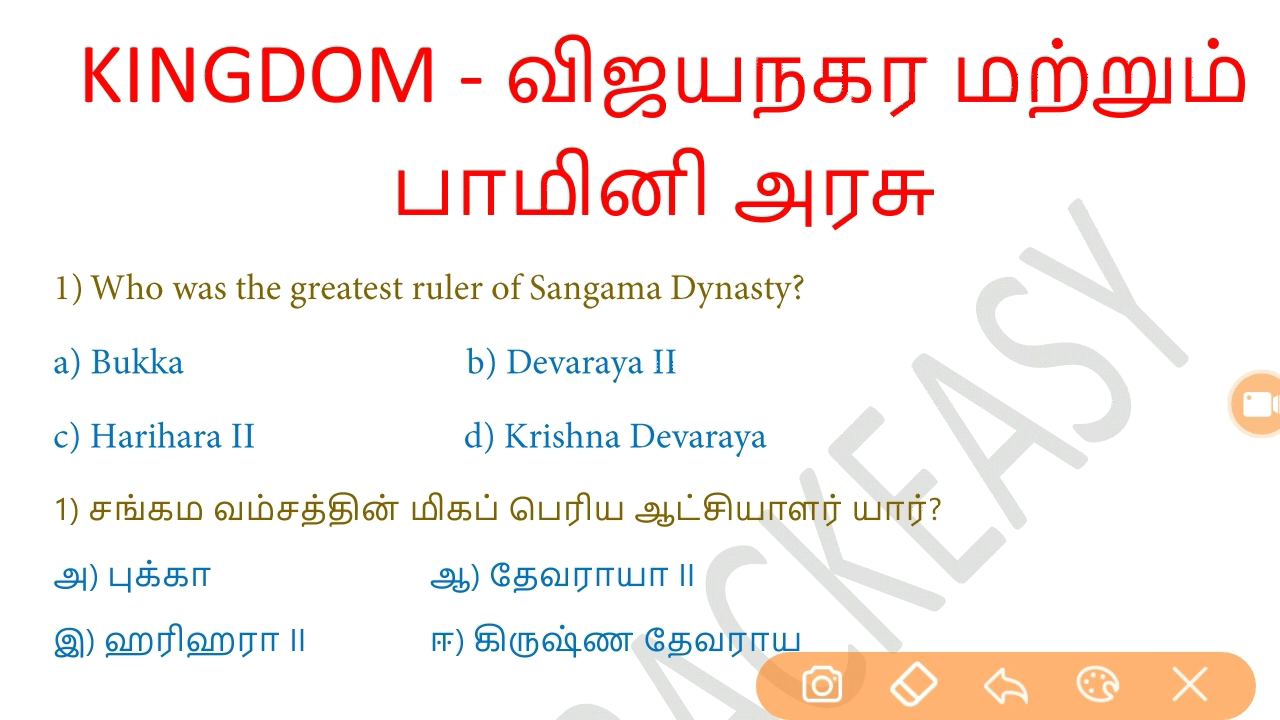 KINGDOM - விஜயநகர மற்றும்
பாமினி அரசு
1) Who was the greatest ruler of Sangama Dynasty?
a) Bukka b) Devaraya II
c) Harihara II d) Krishna Devaraya
1) சங்கம வம்சத்தின் மிகப் பெரிய ஆட்சியாளர் யார்?
அ) புக்கா ஆ) தேவராயா II
இ) ஹரிஹரா II ஈ) கிருஷ்ண தேவராய
ACKEASY